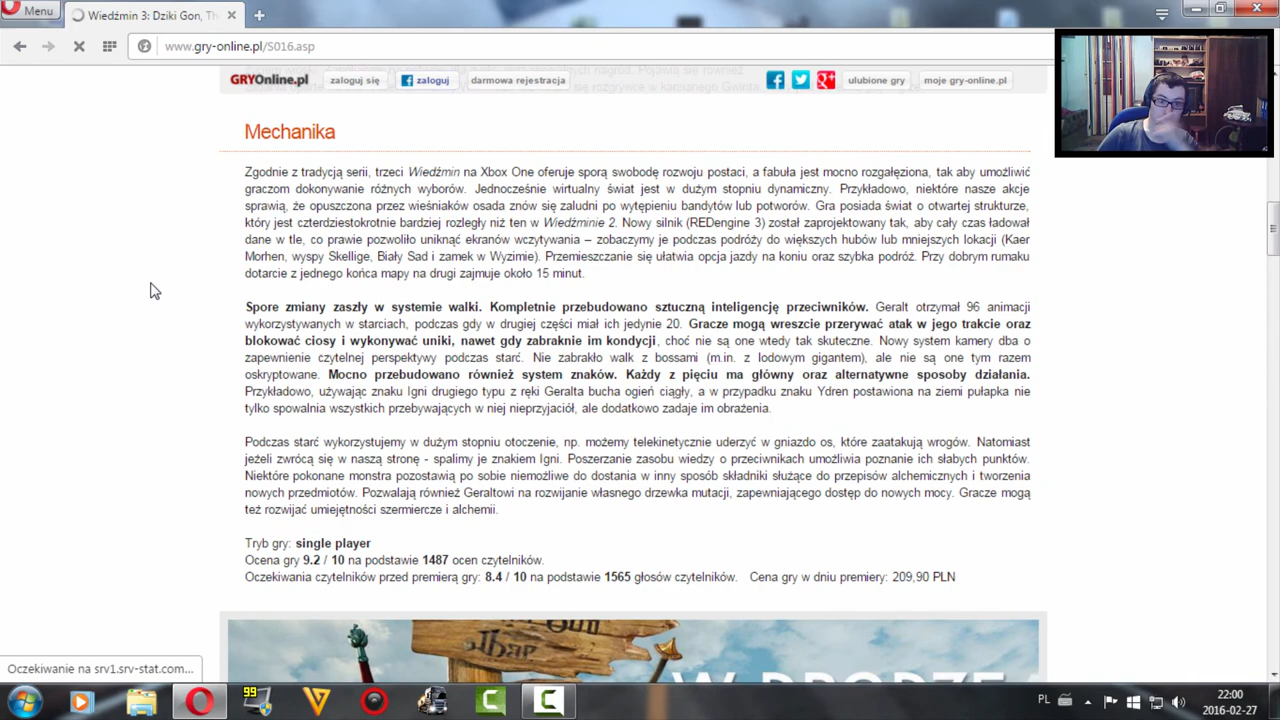 Menu
Wiedźmin 3: Dziki Gon, Th
www.gry-online.pl/S016.asp
GRYOnline.pl zaloguj się zaloguj darmowa rejestracja ulubione gry moje gry-online.pl
Mechanika
Zgodnie z tradycją serii, trzeci Wiedźmin na Xbox One oferuje sporą swobodę rozwoju postaci, a fabuła jest mocno rozgałęziona, tak aby umożliwić
graczom dokonywanie różnych wyborów. Jednocześnie wirtualny świat jest w dużym stopniu dynamiczny. Przykładowo, niektóre nasze akcje
sprawią, że opuszczona przez wieśniaków osada znów się zaludni po wytępieniu bandytów lub potworów. Gra posiada świat o otwartej strukturze,
który jest czterdziestokrotnie bardziej rozległy niż ten w Wiedźminie 2. Nowy silnik (REDengine 3) został zaprojektowany tak, aby cały czas ładował
dane w tle, co prawie pozwoliło uniknąć ekranów wczytywania – zobaczymy je podczas podróży do większych hubów lub mniejszych lokacji (Kaer
Morhen, wyspy Skellige, Biały Sad i zamek w Wyzimie). Przemieszczanie się ułatwia opcja jazdy na koniu oraz szybka podróż. Przy dobrym rumaku
dotarcie z jednego końca mapy na drugi zajmuje około 15 minut.
Spore zmiany zaszły w systemie walki. Kompletnie przebudowano sztuczną inteligencję przeciwników. Geralt otrzymał 96 animacji
wykorzystywanych w starciach, podczas gdy w drugiej części miał ich jedynie 20. Gracze mogą wreszcie przerywać atak w jego trakcie oraz
blokować ciosy i wykonywać uniki, nawet gdy zabraknie im kondycji, choć nie są one wtedy tak skuteczne. Nowy system kamery dba o
zapewnienie czytelnej perspektywy podczas starć. Nie zabrakło walk z bossami (m.in. z lodowym gigantem), ale nie są one tym razem
oskryptowane. Mocno przebudowano również system znaków. Każdy z pięciu ma główny oraz alternatywne sposoby działania.
Przykładowo, używając znaku Igni drugiego typu z ręki Geralta bucha ogień ciągły, a w przypadku znaku Yrden postawiona na ziemi pułapka nie
tylko spowalnia wszystkich przebywających w niej nieprzyjaciół, ale dodatkowo zadaje im obrażenia.
Podczas starć wykorzystujemy w dużym stopniu otoczenie, np. możemy telekinetycznie uderzyć w gniazdo os, które zaatakują wrogów. Natomiast
jeżeli zwrócą się w naszą stronę - spalimy je znakiem Igni. Poszerzanie zasobu wiedzy o przeciwnikach umożliwia poznanie ich słabych punktów.
Niektóre pokonane monstra pozostawią po sobie niemożliwe do dostania w inny sposób składniki służące do przepisów alchemicznych i tworzenia
nowych przedmiotów. Pozwalają również Geraltowi na rozwijanie własnego drzewka mutacji, zapewniającego dostęp do nowych mocy. Gracze mogą
też rozwijać umiejętności szermiercze i alchemii.
Tryb gry: single player
Ocena gry 9.2 / 10 na podstawie 1487 ocen czytelników.
Oczekiwania czytelników przed premierą gry: 8.4 / 10 na podstawie 1565 głosów czytelników. Cena gry w dniu premiery: 209,90 PLN
W DRODZE
Oczekiwanie na srv1.srv-stat.com...
99
PL
22:00
2016-02-27